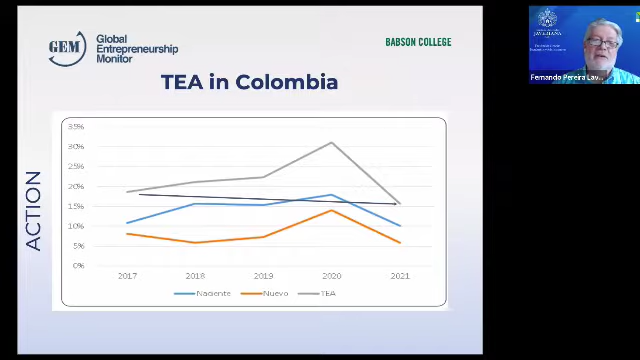 GEM
Global
Entrepreneurship
Monitor
BABSON COLLEGE
TEA in Colombia
ACTION
35%
30%
25%
20%
15%
10%
5%
0%
2017 2018 2019 2020 2021
Naciente Nuevo TEA
JAVERIANA
Fernando Pereira Lav...